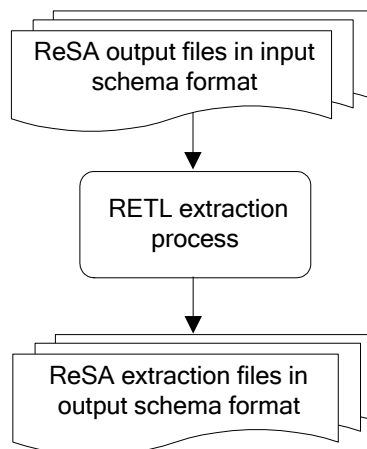 ReSA output files in input
schema format
RETL extraction
process
ReSA extraction files in
output schema format